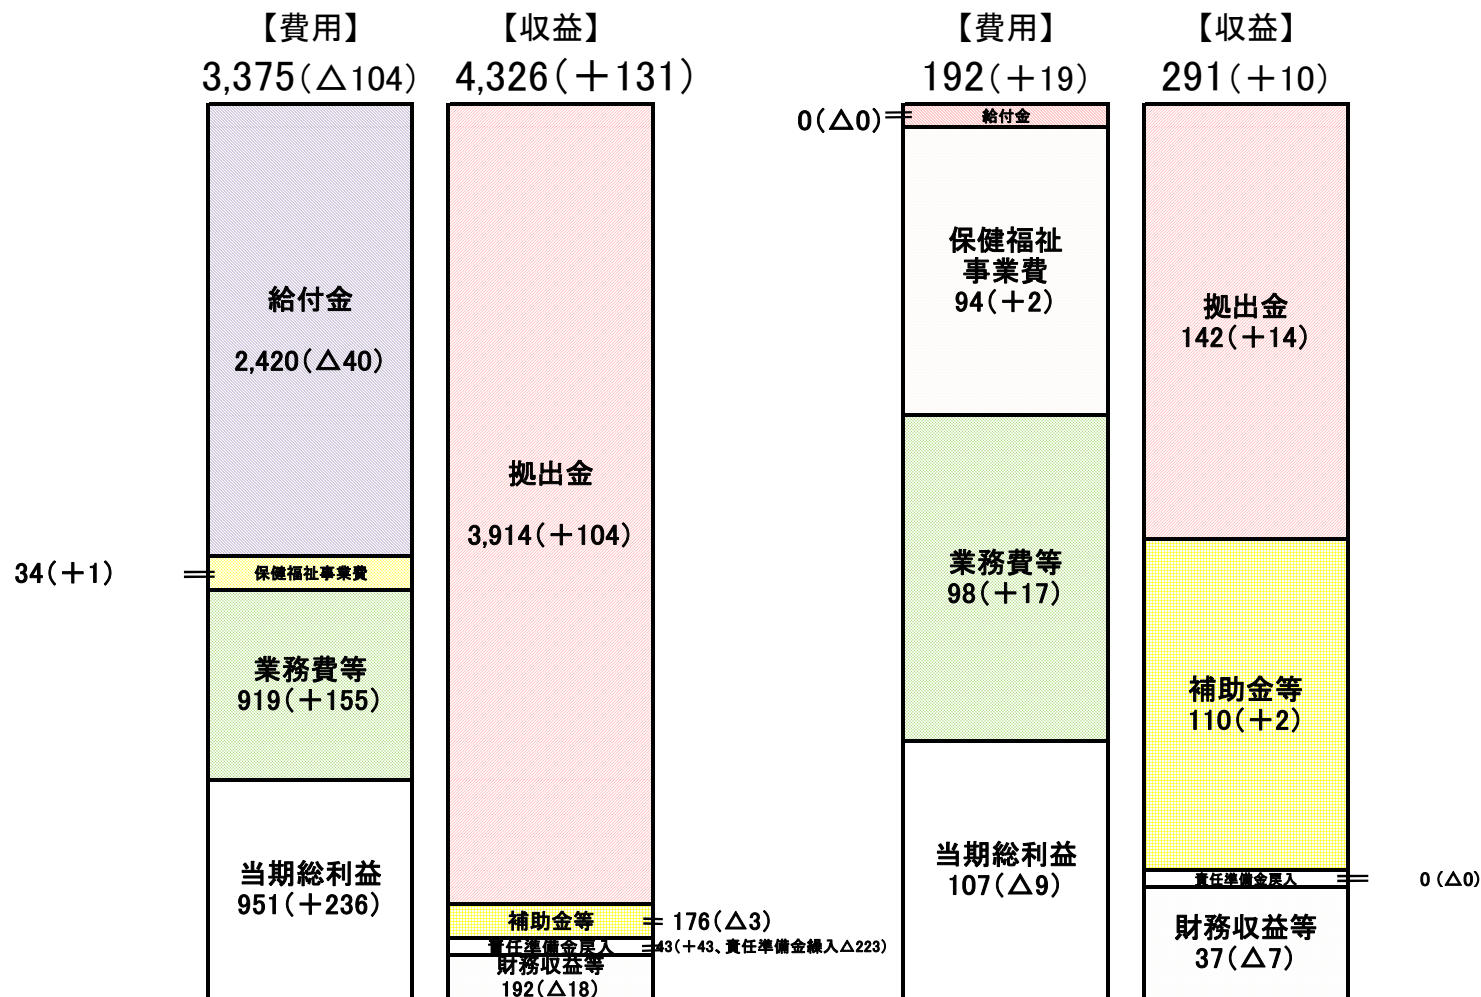 【費用】
3,375(△104)
給付金
2,420(△40)
34(＋1)
保健福祉事業費
業務費等
919(＋155)
当期総利益
951(＋236)
【収益】
4,326(＋131)
拠出金
3,914(＋104)
補助金等
176(△3)
責任準備金戻入
43(＋43、責任準備金繰入△223)
財務収益等
192(△18)
【費用】
192(＋19)
0(△0)
給付金
保健福祉
事業費
94(＋2)
業務費等
98(＋17)
当期総利益
107(△9)
【収益】
291(＋10)
拠出金
142(＋14)
補助金等
110(＋2)
責任準備金戻入
0(△0)
財務収益等
37(△7)